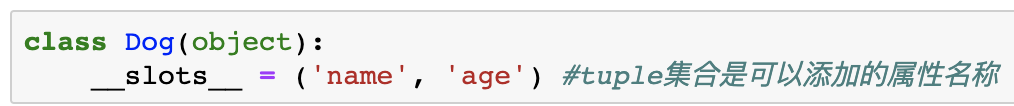 class Dog(object):
    __slots__ = ('name', 'age') #tuple集合是可以添加的属性名称